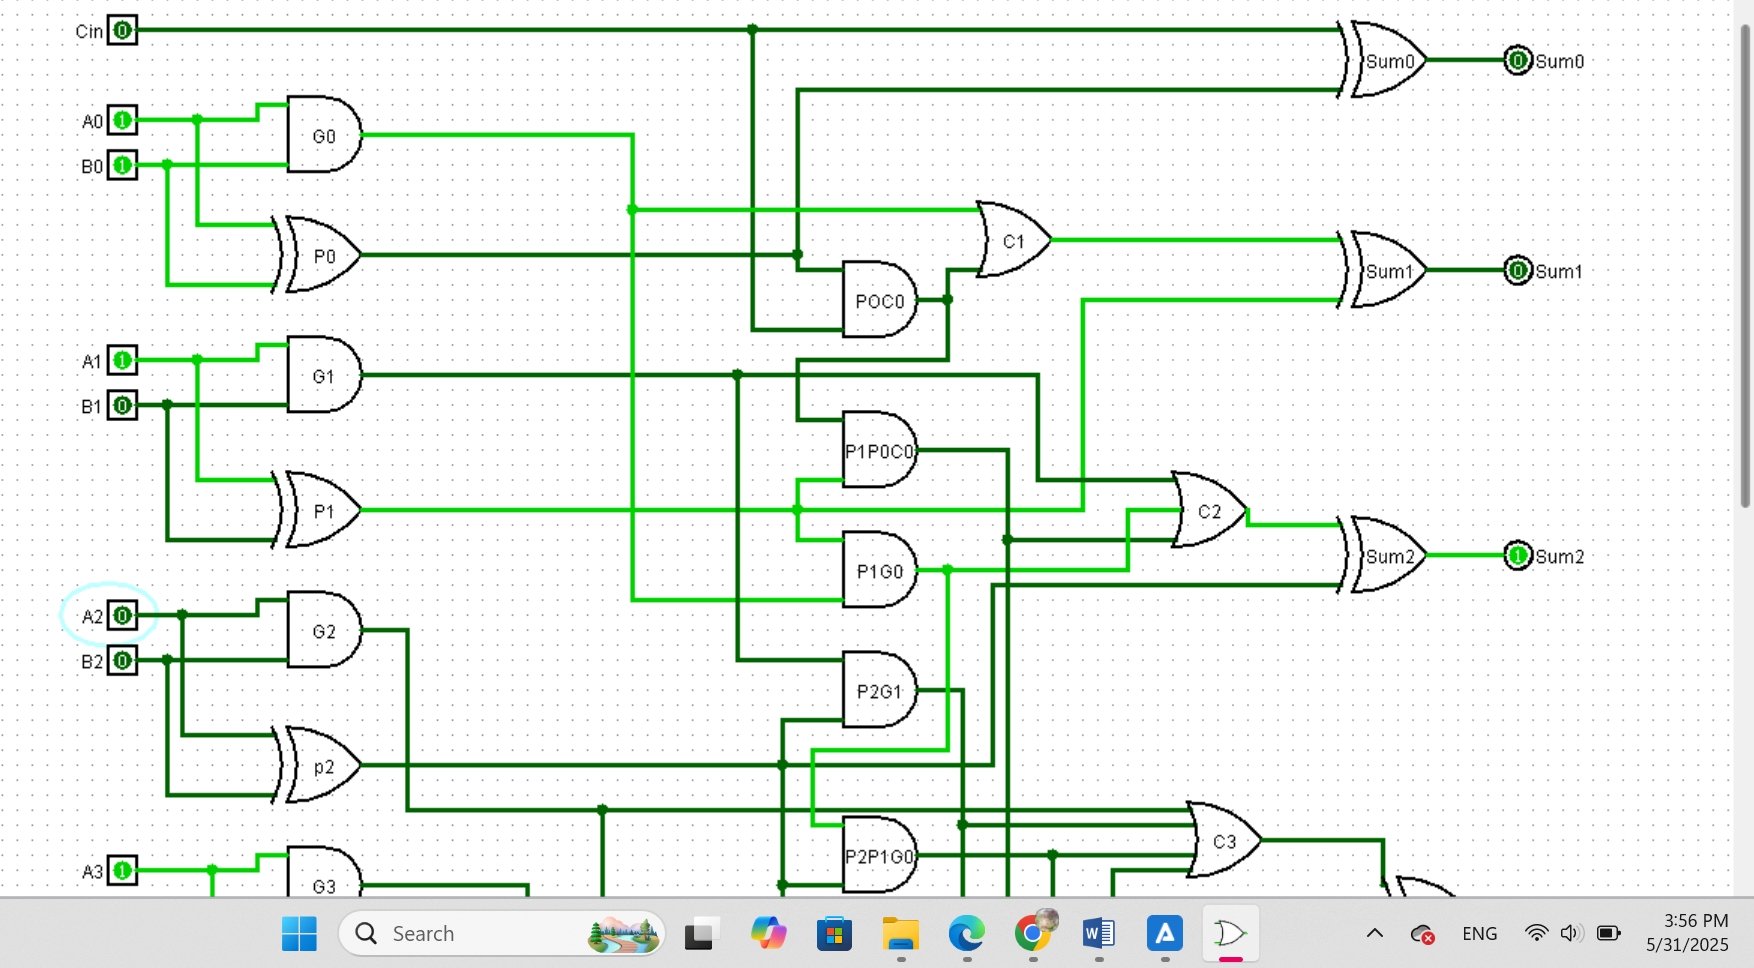 Cin 0
Sum0 0 Sum0
A0 1
G0
B0 1
P0
C1
Sum1 0 Sum1
POC0
A1 1
G1
B1 0
P1P0C0
P1
C2
Sum2 1 Sum2
P1G0
A2 0
G2
B2 0
P2G1
p2
C3
P2P1G0
A3 1
G3
Search
W
A
ENG
3:56 PM
5/31/2025